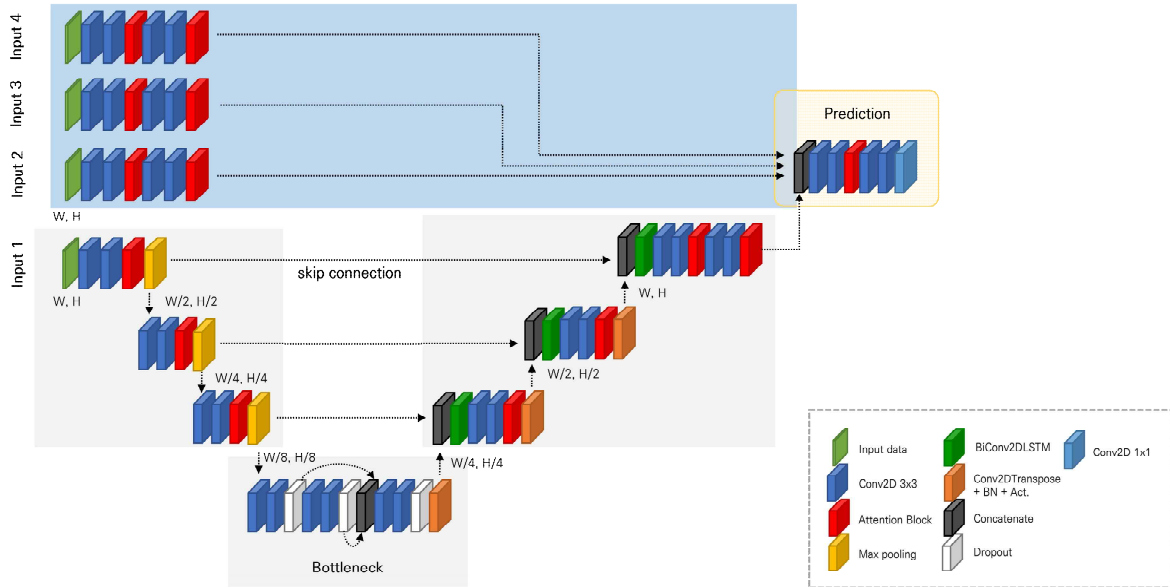 Input 4
Input 3
Input 2
Prediction
W, H
Input 1
skip connection
W, H
W/2, H/2
W, H
W/4, H/4
W/2, H/2
W/8, H/8
W/4, H/4
Bottleneck
Input data
BiConv2DLSTM
Conv2D 1x1
Conv2D 3x3
Conv2DTranspose
+ BN + Act.
Attention Block
Concatenate
Max pooling
Dropout